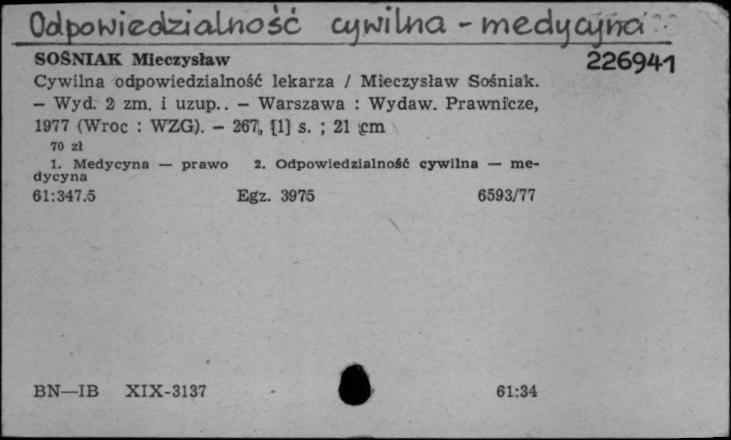 Odpowiedzialność cywilna - medycyna
SOŚNIAK Mieczysław 226941
Cywilna odpowiedzialność lekarza / Mieczysław Sośniak.
— Wyd. 2 zm. i uzup.. — Warszawa : Wydaw. Prawnicze,
1977 (Wroc : WZG). — 267, [1] s. ; 21 cm
70 zł
1. Medycyna — prawo 2. Odpowiedzialność cywilna — me-
dycyna
61:347.5 Egz. 3975 6593/77
BN—IB XIX-3137 61:34